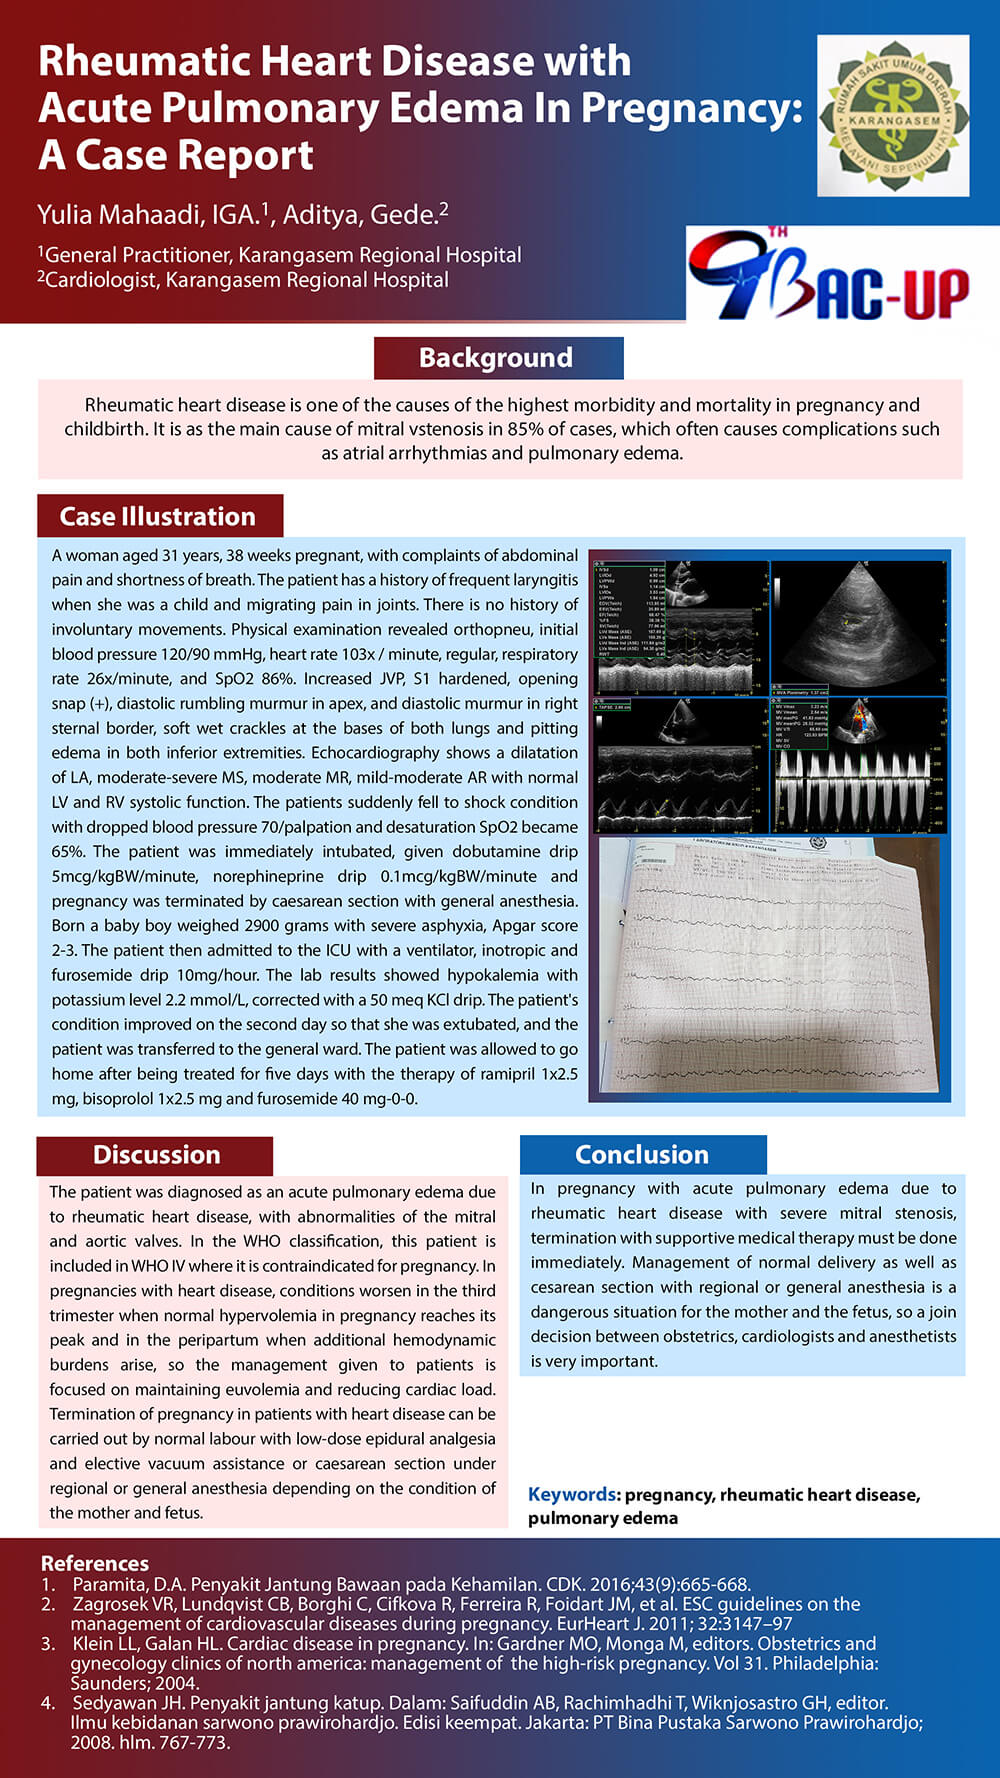 Rheumatic Heart Disease with
Acute Pulmonary Edema In Pregnancy:
A Case Report
Yulia Mahaadi, IGA.1, Aditya, Gede.2
1General Practitioner, Karangasem Regional Hospital
2Cardiologist, Karangasem Regional Hospital
RUMAH SAKIT UMUM DAERAH
KARANGASEM
MELAYANI SEPENUH HATI
9TH BAC-UP
Background
Rheumatic heart disease is one of the causes of the highest morbidity and mortality in pregnancy and
childbirth. It is as the main cause of mitral vstenosis in 85% of cases, which often causes complications such
as atrial arrhythmias and pulmonary edema.
Case Illustration
A woman aged 31 years, 38 weeks pregnant, with complaints of abdominal
pain and shortness of breath. The patient has a history of frequent laryngitis
when she was a child and migrating pain in joints. There is no history of
involuntary movements. Physical examination revealed orthopneu, initial
blood pressure 120/90 mmHg, heart rate 103x / minute, regular, respiratory
rate 26x/minute, and SpO2 86%. Increased JVP, S1 hardened, opening
snap (+), diastolic rumbling murmur in apex, and diastolic murmur in right
sternal border, soft wet crackles at the bases of both lungs and pitting
edema in both inferior extremities. Echocardiography shows a dilatation
of LA, moderate-severe MS, moderate MR, mild-moderate AR with normal
LV and RV systolic function. The patients suddenly fell to shock condition
with dropped blood pressure 70/palpation and desaturation SpO2 became
65%. The patient was immediately intubated, given dobutamine drip
5mcg/kgBW/minute, norephineprine drip 0.1mcg/kgBW/minute and
pregnancy was terminated by caesarean section with general anesthesia.
Born a baby boy weighed 2900 grams with severe asphyxia, Apgar score
2-3. The patient then admitted to the ICU with a ventilator, inotropic and
furosemide drip 10mg/hour. The lab results showed hypokalemia with
potassium level 2.2 mmol/L, corrected with a 50 meq KCl drip. The patient's
condition improved on the second day so that she was extubated, and the
patient was transferred to the general ward. The patient was allowed to go
home after being treated for five days with the therapy of ramipril 1x2.5
mg, bisoprolol 1x2.5 mg and furosemide 40 mg-0-0.
Discussion
The patient was diagnosed as an acute pulmonary edema due
to rheumatic heart disease, with abnormalities of the mitral
and aortic valves. In the WHO classification, this patient is
included in WHO IV where it is contraindicated for pregnancy. In
pregnancies with heart disease, conditions worsen in the third
trimester when normal hypervolemia in pregnancy reaches its
peak and in the peripartum when additional hemodynamic
burdens arise, so the management given to patients is
focused on maintaining euvolemia and reducing cardiac load.
Termination of pregnancy in patients with heart disease can be
carried out by normal labour with low-dose epidural analgesia
and elective vacuum assistance or caesarean section under
regional or general anesthesia depending on the condition of
the mother and fetus.
Conclusion
In pregnancy with acute pulmonary edema due to
rheumatic heart disease with severe mitral stenosis,
termination with supportive medical therapy must be done
immediately. Management of normal delivery as well as
cesarean section with regional or general anesthesia is a
dangerous situation for the mother and the fetus, so a join
decision between obstetrics, cardiologists and anesthetists
is very important.
Keywords: pregnancy, rheumatic heart disease,
pulmonary edema
References
1. Paramita, D.A. Penyakit Jantung Bawaan pada Kehamilan. CDK. 2016;43(9):665-668.
2. Zagrosek VR, Lundqvist CB, Borghi C, Cifkova R, Ferreira R, Foidart JM, et al. ESC guidelines on the
management of cardiovascular diseases during pregnancy. EurHeart J. 2011; 32:3147–97
3. Klein LL, Galan HL. Cardiac disease in pregnancy. In: Gardner MO, Monga M, editors. Obstetrics and
gynecology clinics of north america: management of the high-risk pregnancy. Vol 31. Philadelphia:
Saunders; 2004.
4. Sedyawan JH. Penyakit jantung katup. Dalam: Saifuddin AB, Rachimhadhi T, Wiknjosastro GH, editor.
Ilmu kebidanan sarwono prawirohardjo. Edisi keempat. Jakarta: PT Bina Pustaka Sarwono Prawirohardjo;
2008. hlm. 767-773.